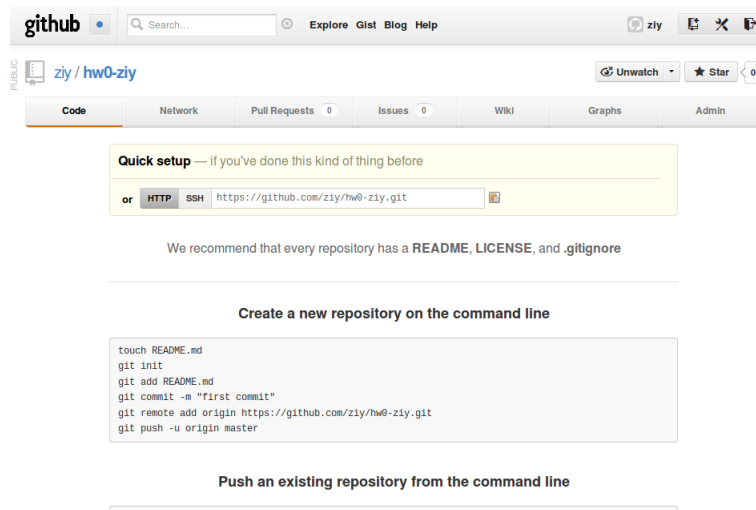 github Search... Explore Gist Blog Help ziy
PUBLIC ziy / hw0-ziy Unwatch Star 0
Code Network Pull Requests 0 Issues 0 Wiki Graphs Admin
Quick setup — if you've done this kind of thing before
or HTTP SSH https://github.com/ziy/hw0-ziy.git
We recommend that every repository has a README, LICENSE, and .gitignore
Create a new repository on the command line
touch README.md
git init
git add README.md
git commit -m "first commit"
git remote add origin https://github.com/ziy/hw0-ziy.git
git push -u origin master
Push an existing repository from the command line